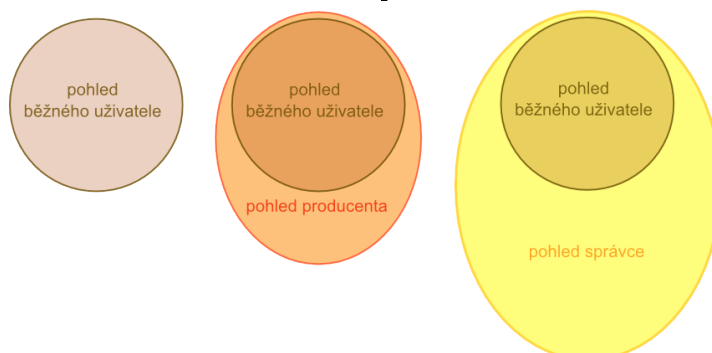 pohled
běžného uživatele
pohled
běžného uživatele
pohled producenta
pohled
běžného uživatele
pohled správce